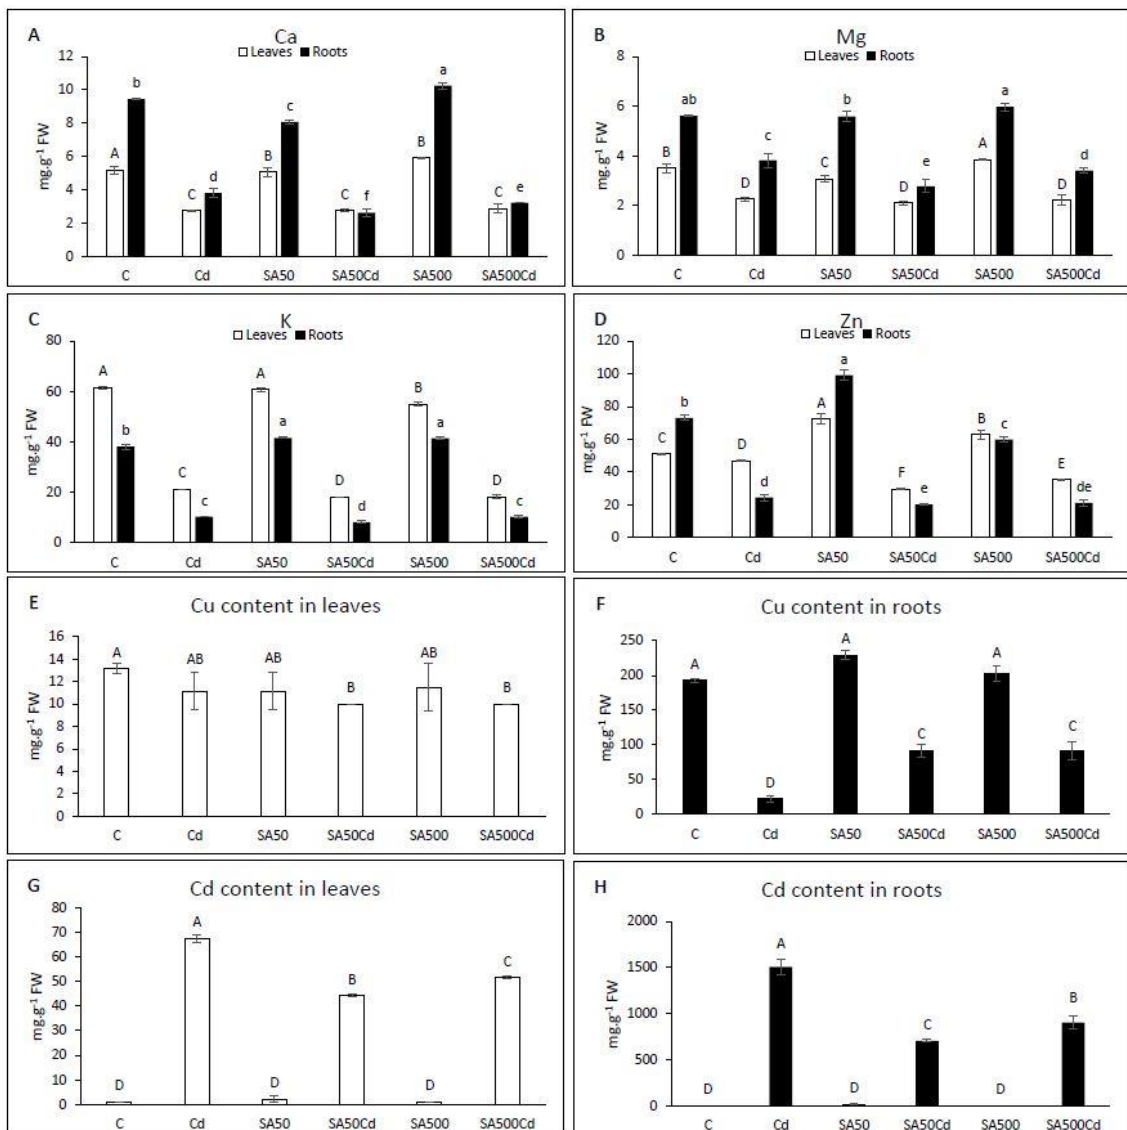 A
Ca
Leaves Roots
mg.g-1 FW
12
10
8
6
4
2
0
A b C d B c C f B a C e
C Cd SA50 SA50Cd SA500 SA500Cd
B
Mg
Leaves Roots
mg.g-1 FW
8
6
4
2
0
B ab D c C b D e A a D d
C Cd SA50 SA50Cd SA500 SA500Cd
C
K
Leaves Roots
mg.g-1 FW
80
60
40
20
0
A b C c A a D d B a D c
C Cd SA50 SA50Cd SA500 SA500Cd
D
Zn
Leaves Roots
mg.g-1 FW
120
100
80
60
40
20
0
C b D d A a F e B c E de
C Cd SA50 SA50Cd SA500 SA500Cd
E
Cu content in leaves
mg.g-1 FW
16
14
12
10
8
6
4
2
0
A AB AB B AB B
C Cd SA50 SA50Cd SA500 SA500Cd
F
Cu content in roots
mg.g-1 FW
250
200
150
100
50
0
A D A C A C
C Cd SA50 SA50Cd SA500 SA500Cd
G
Cd content in leaves
mg.g-1 FW
80
70
60
50
40
30
20
10
0
D A D B D C
C Cd SA50 SA50Cd SA500 SA500Cd
H
Cd content in roots
mg.g-1 FW
2000
1500
1000
500
0
D A D C D B
C Cd SA50 SA50Cd SA500 SA500Cd